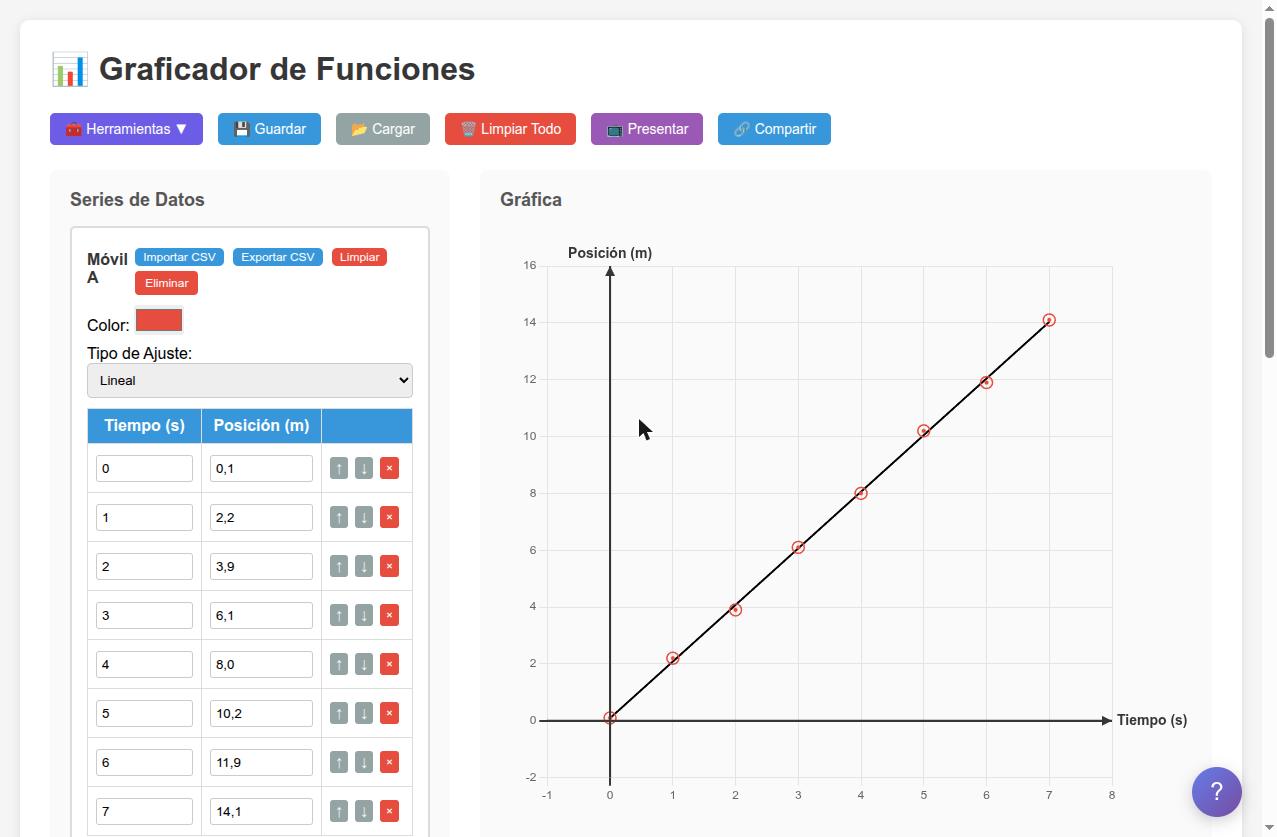 📊 Graficador de Funciones
🧰 Herramientas ▼
💾 Guardar
📂 Cargar
🗑️ Limpiar Todo
📺 Presentar
🔗 Compartir
Series de Datos
Móvil A
Importar CSV
Exportar CSV
Limpiar
Eliminar
Color:
Tipo de Ajuste:
Lineal
Tiempo (s) Posición (m)
0 0,1 ↑ ↓ ×
1 2,2 ↑ ↓ ×
2 3,9 ↑ ↓ ×
3 6,1 ↑ ↓ ×
4 8,0 ↑ ↓ ×
5 10,2 ↑ ↓ ×
6 11,9 ↑ ↓ ×
7 14,1 ↑ ↓ ×
Gráfica
Posición (m)
16
14
12
10
8
6
4
2
0
-2
Tiempo (s)
-1 0 1 2 3 4 5 6 7 8
?